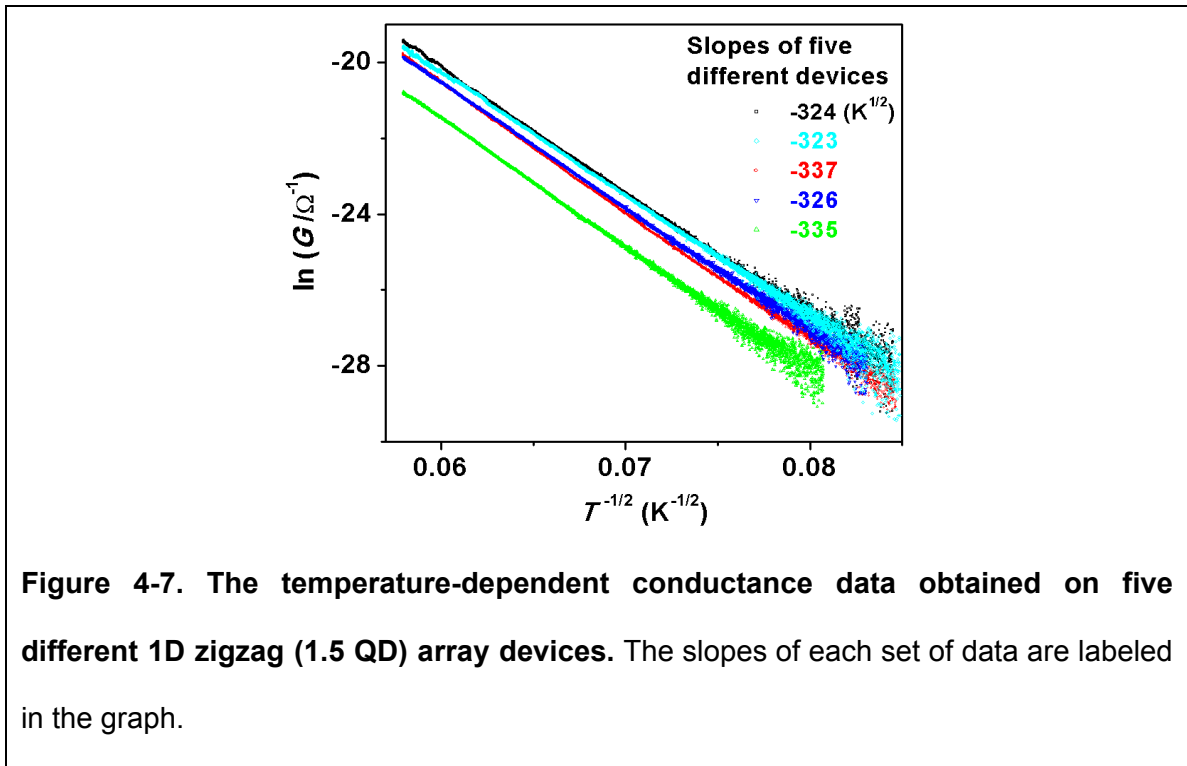 Slopes of five
different devices
-324 (K^1/2)
-323
-337
-326
-335
ln (G/Ω^-1)
-20
-24
-28
0.06 0.07 0.08
T^-1/2 (K^-1/2)
Figure 4-7. The temperature-dependent conductance data obtained on five
different 1D zigzag (1.5 QD) array devices. The slopes of each set of data are labeled
in the graph.